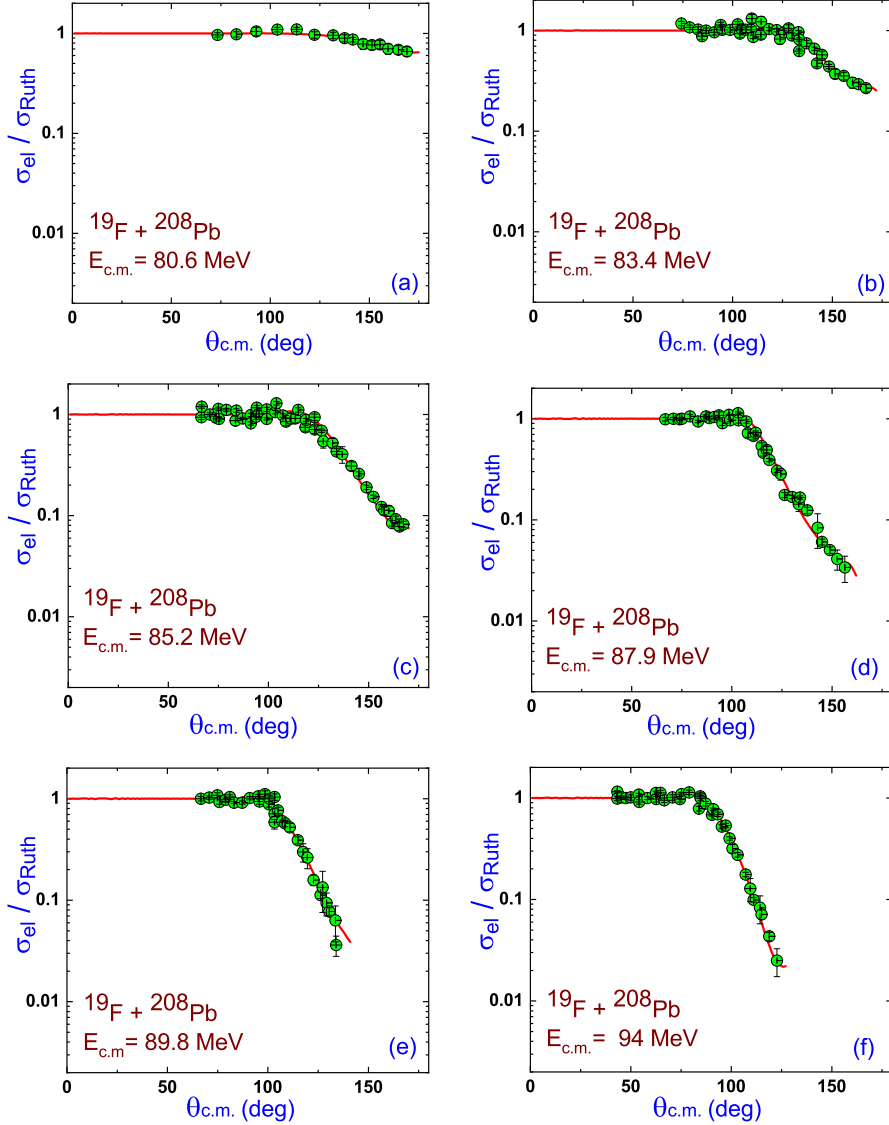 1
0.1
0.01
σel / σRuth
19F + 208Pb
Ec.m.= 80.6 MeV
(a)
0 50 100 150
θc.m. (deg)
1
0.1
0.01
σel / σRuth
19F + 208Pb
Ec.m.= 83.4 MeV
(b)
0 50 100 150
θc.m. (deg)
1
0.1
0.01
σel / σRuth
19F + 208Pb
Ec.m.= 85.2 MeV
(c)
0 50 100 150
θc.m. (deg)
1
0.1
0.01
σel / σRuth
19F + 208Pb
Ec.m.= 87.9 MeV
(d)
0 50 100 150
θc.m. (deg)
1
0.1
0.01
σel / σRuth
19F + 208Pb
Ec.m= 89.8 MeV
(e)
0 50 100 150
θc.m. (deg)
1
0.1
0.01
σel / σRuth
19F + 208Pb
Ec.m.= 94 MeV
(f)
0 50 100 150
θc.m. (deg)